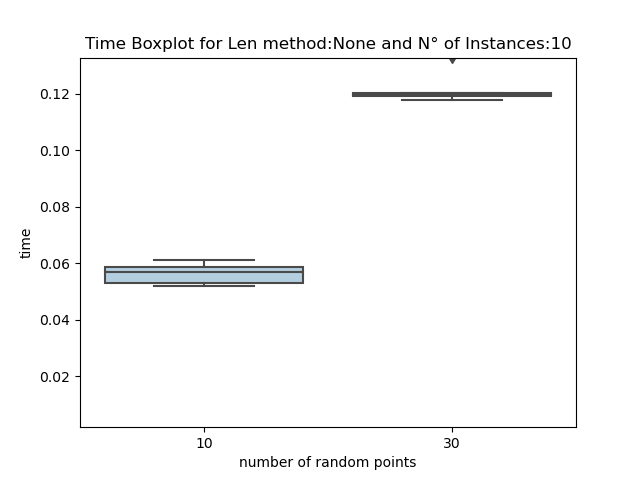 Time Boxplot for Len method:None and N° of Instances:10
0.12
0.10
0.08
0.06
0.04
0.02
time
10 30
number of random points